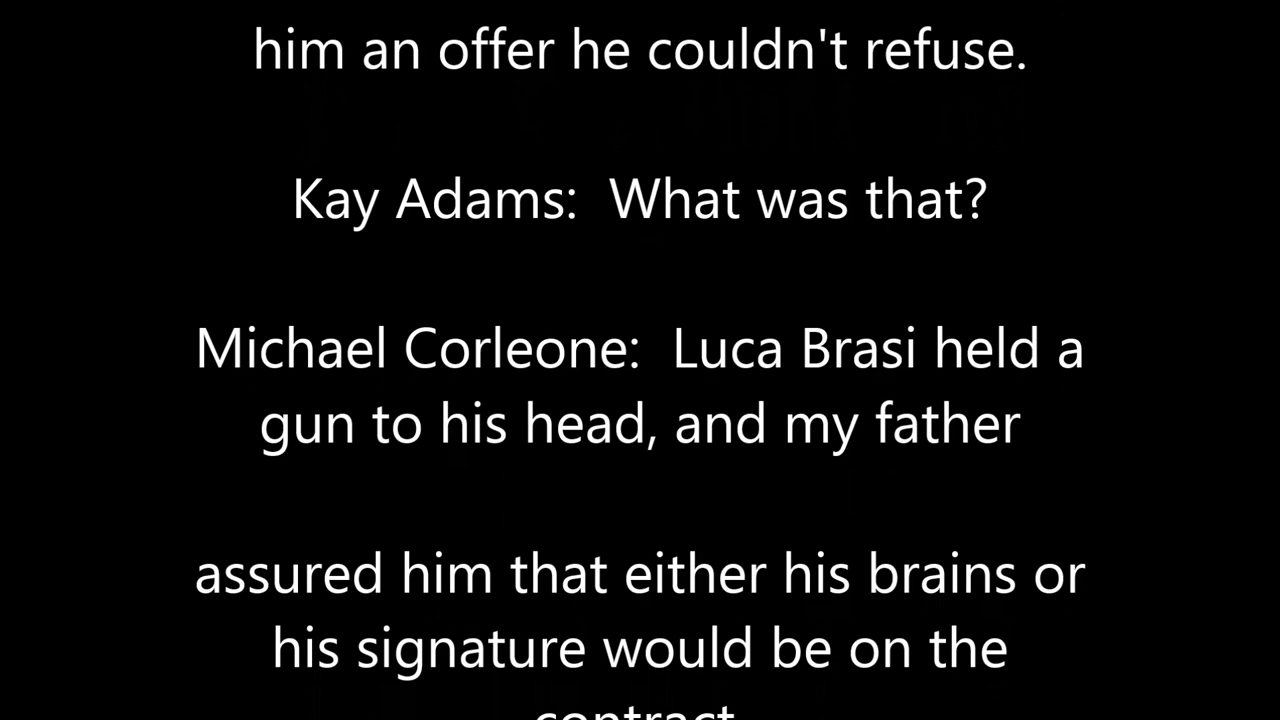 him an offer he couldn't refuse.
Kay Adams:  What was that?
Michael Corleone:  Luca Brasi held a
gun to his head, and my father
assured him that either his brains or
his signature would be on the
contract.